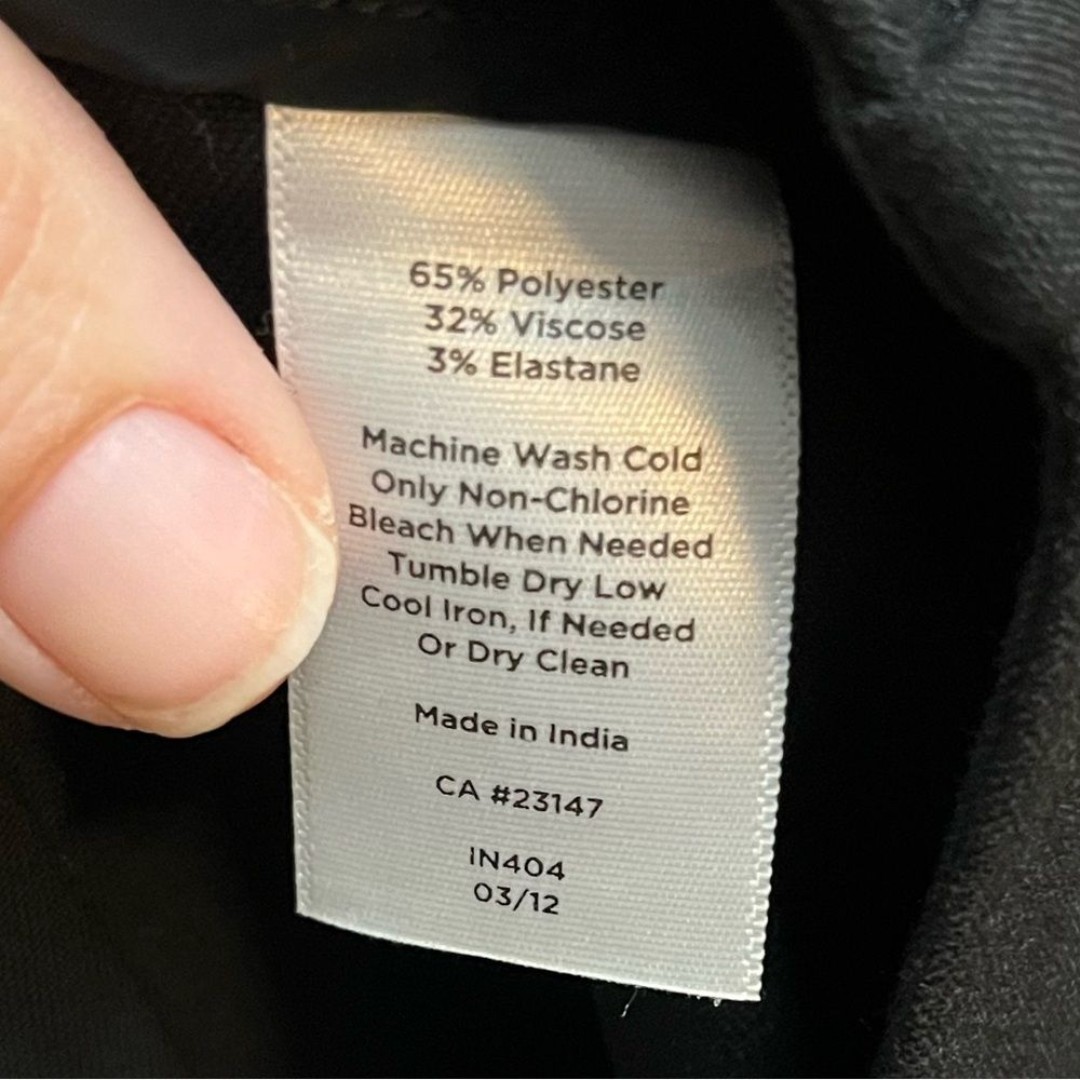 65% Polyester
32% Viscose
3% Elastane
Machine Wash Cold
Only Non-Chlorine
Bleach When Needed
Tumble Dry Low
Cool Iron, If Needed
Or Dry Clean
Made in India
CA #23147
IN404
03/12